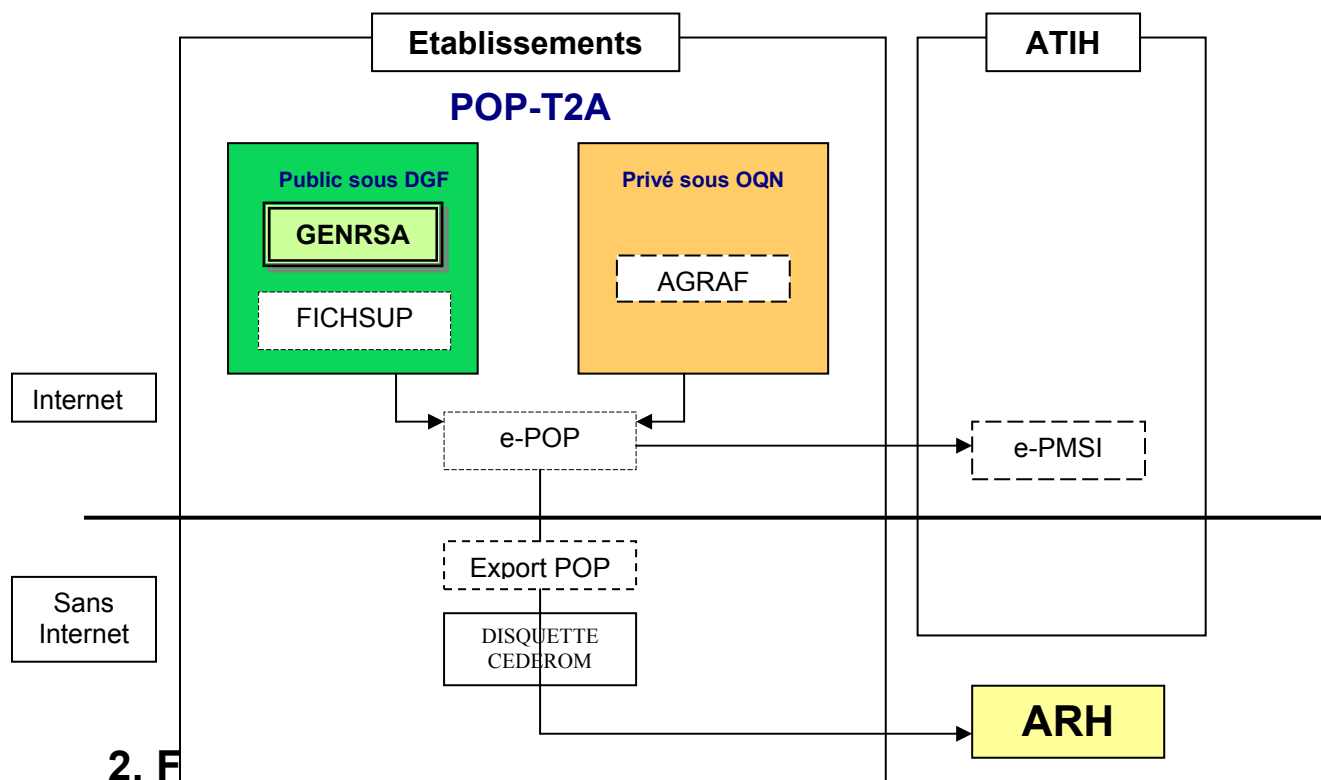 Etablissements
ATIH
POP-T2A
Public sous DGF
Privé sous OQN
GENRSA
AGRAF
FICHSUP
Internet
e-POP
e-PMSI
Export POP
Sans
Internet
DISQUETTE
CEDEROM
ARH
2. F